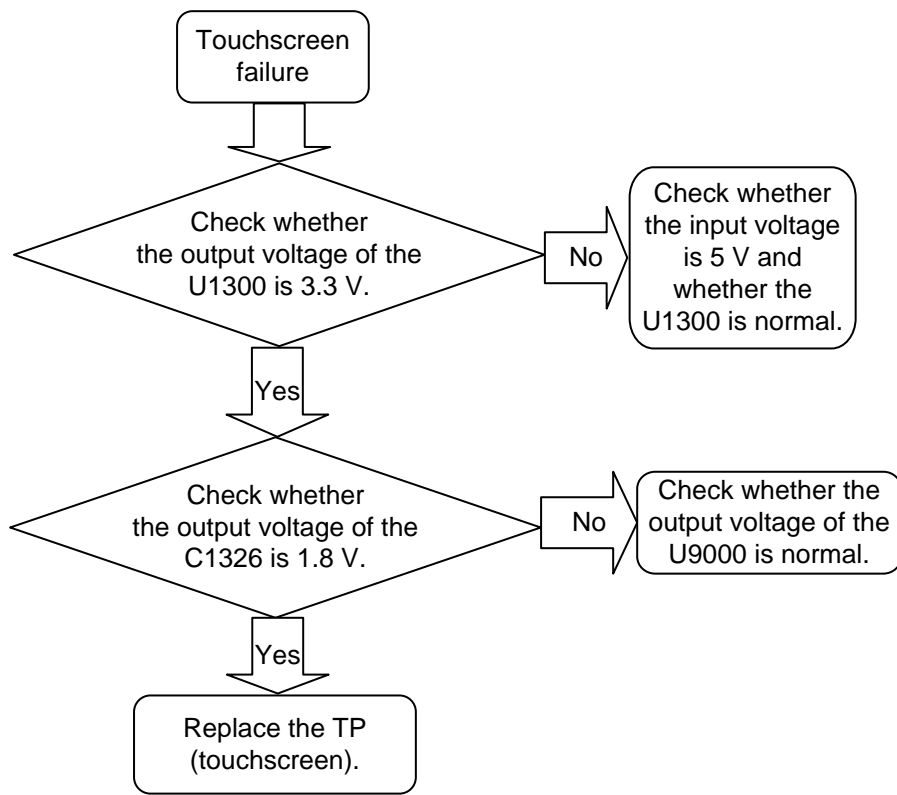 Touchscreen
failure
Check whether
the output voltage of the
U1300 is 3.3 V.
No
Check whether
the input voltage
is 5 V and
whether the
U1300 is normal.
Yes
Check whether
the output voltage of the
C1326 is 1.8 V.
No
Check whether the
output voltage of the
U9000 is normal.
Yes
Replace the TP
(touchscreen).